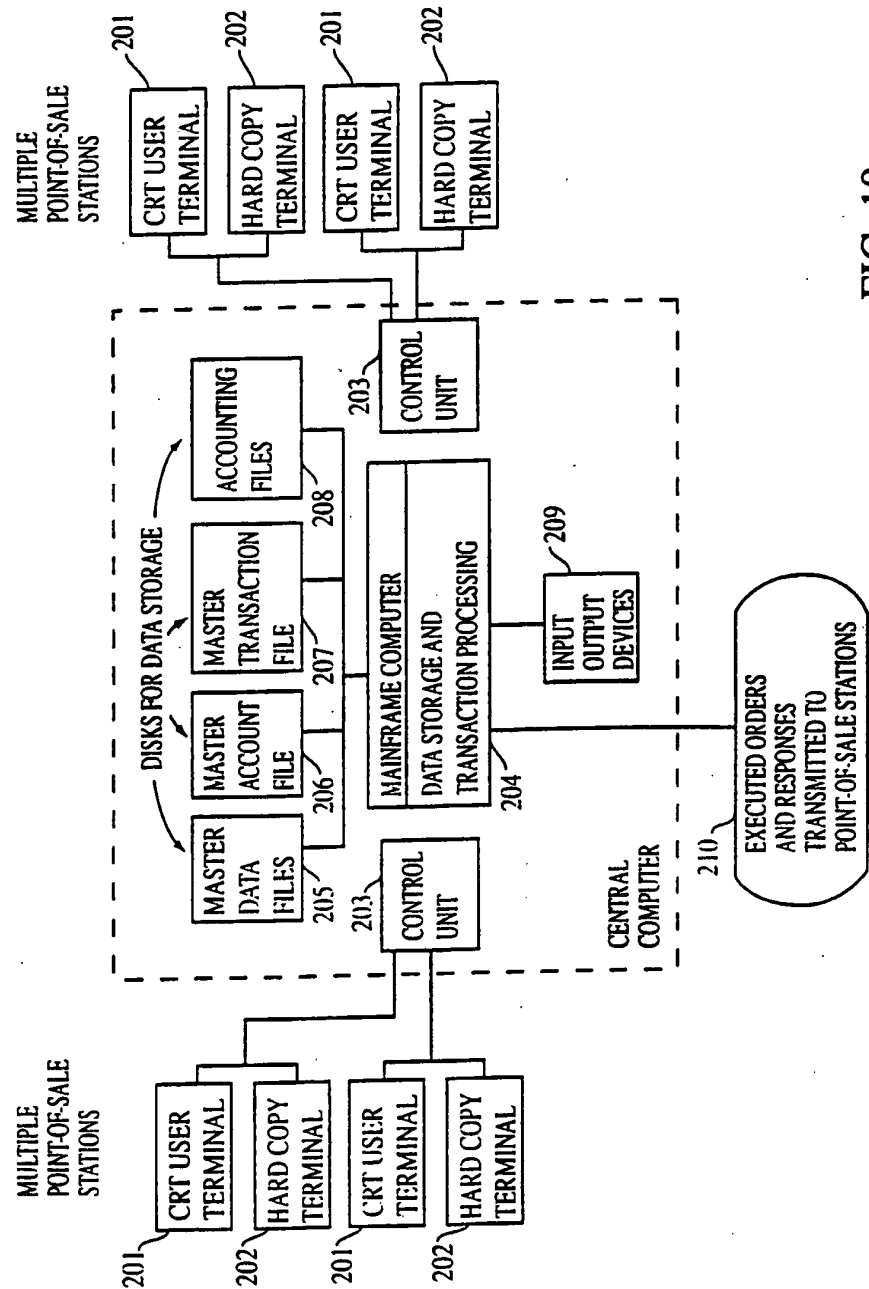 MULTIPLE
POINT-OF-SALE
STATIONS
201
CRT USER
TERMINAL
202
HARD COPY
TERMINAL
201
CRT USER
TERMINAL
202
HARD COPY
TERMINAL
DISKS FOR DATA STORAGE
MASTER
DATA
FILES
205
MASTER
ACCOUNT
FILE
206
MASTER
TRANSACTION
FILE
207
ACCOUNTING
FILES
208
203
CONTROL
UNIT
MAINFRAME COMPUTER
DATA STORAGE AND
TRANSACTION PROCESSING
204
203
CONTROL
UNIT
209
INPUT
OUTPUT
DEVICES
CENTRAL
COMPUTER
210
EXECUTED ORDERS
AND RESPONSES
TRANSMITTED TO
POINT-OF-SALE STATIONS
MULTIPLE
POINT-OF-SALE
STATIONS
CRT USER
TERMINAL
201
HARD COPY
TERMINAL
202
CRT USER
TERMINAL
201
HARD COPY
TERMINAL
202
FIG.